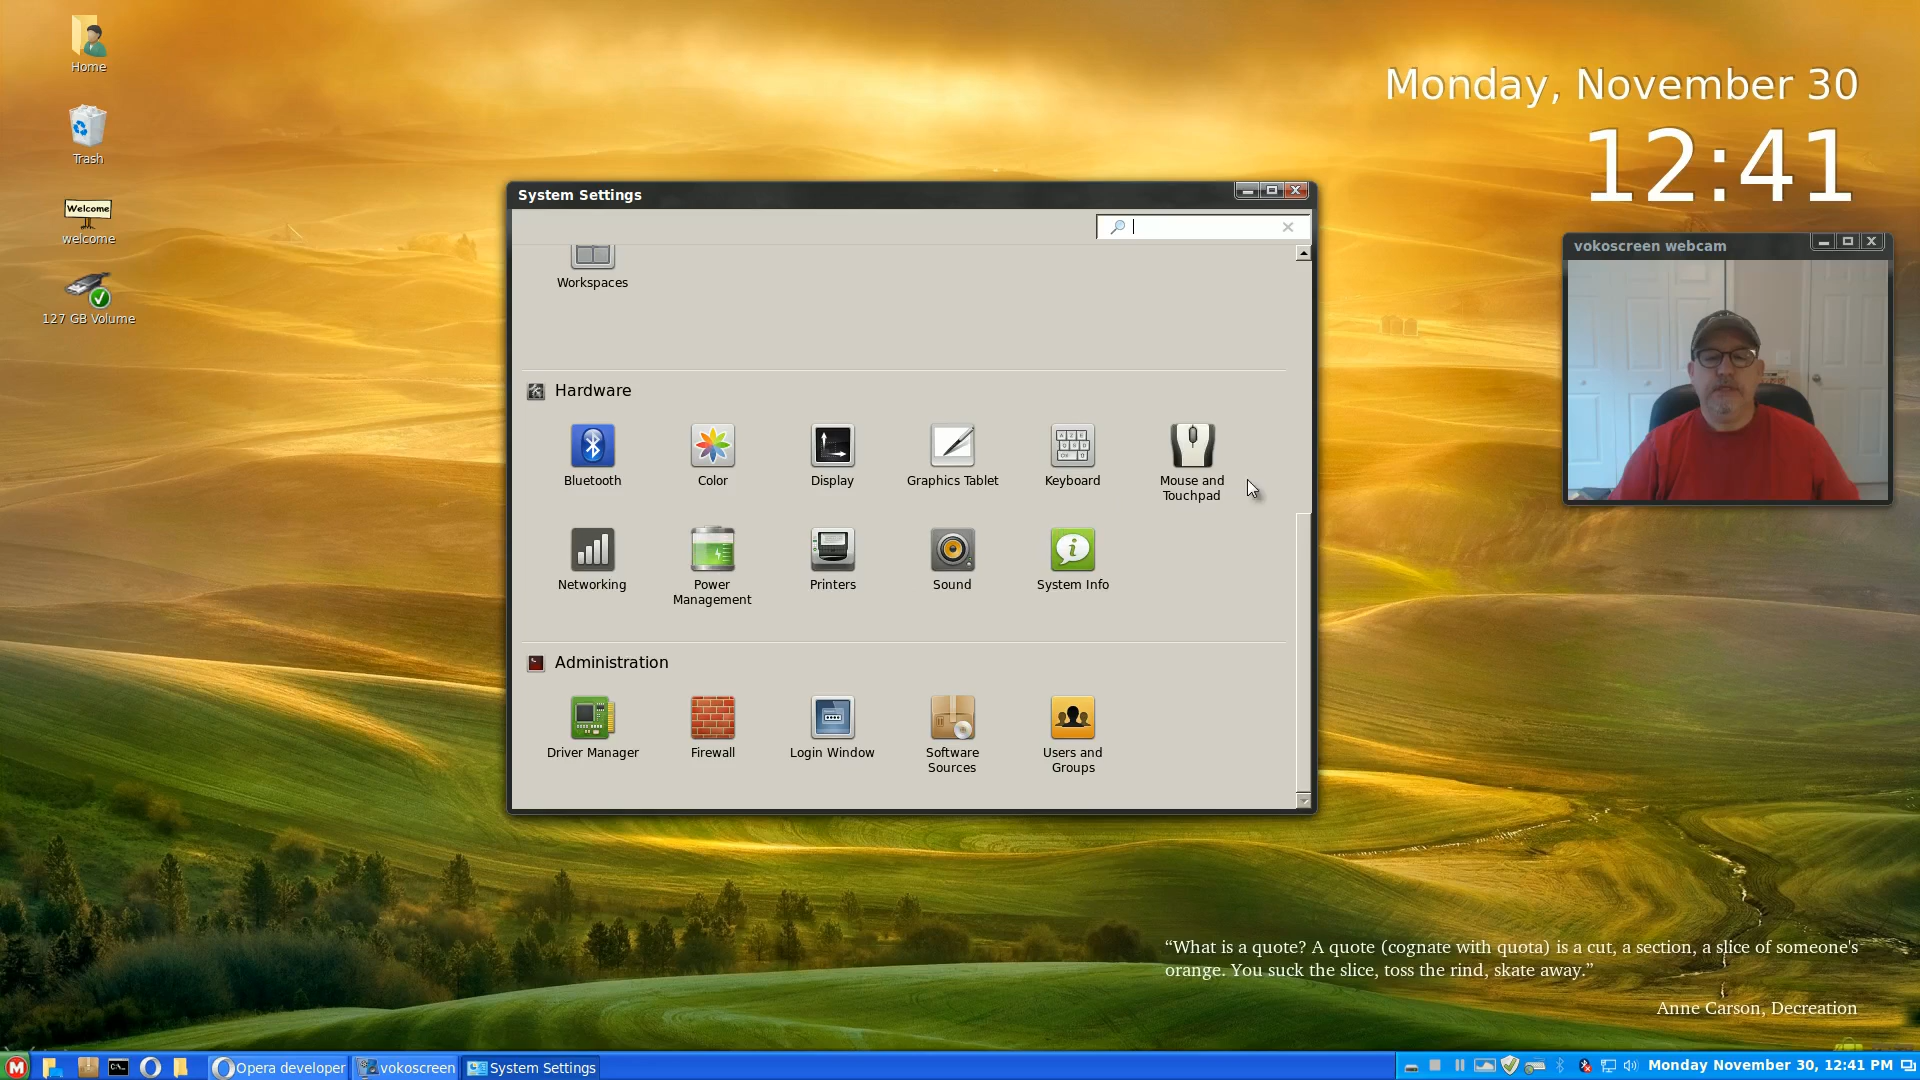 Home
Trash
Welcome
welcome
127 GB Volume
Monday, November 30
12:41
System Settings
vokoscreen webcam
Workspaces
Hardware
Bluetooth
Color
Display
Graphics Tablet
Keyboard
Mouse and
Touchpad
Networking
Power
Management
Printers
Sound
System Info
Administration
Driver Manager
Firewall
Login Window
Software
Sources
Users and
Groups
“What is a quote? A quote (cognate with quota) is a cut, a section, a slice of someone's
orange. You suck the slice, toss the rind, skate away.”
Anne Carson, Decreation
Opera developer
vokoscreen
System Settings
Monday November 30, 12:41 PM